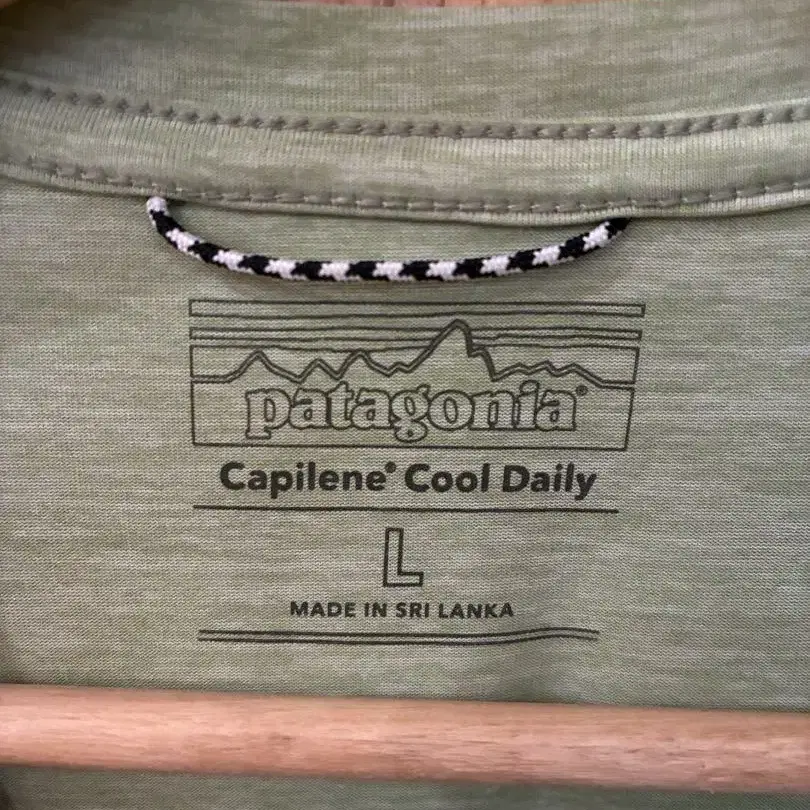 patagonia®
Capilene® Cool Daily
L
MADE IN SRI LANKA